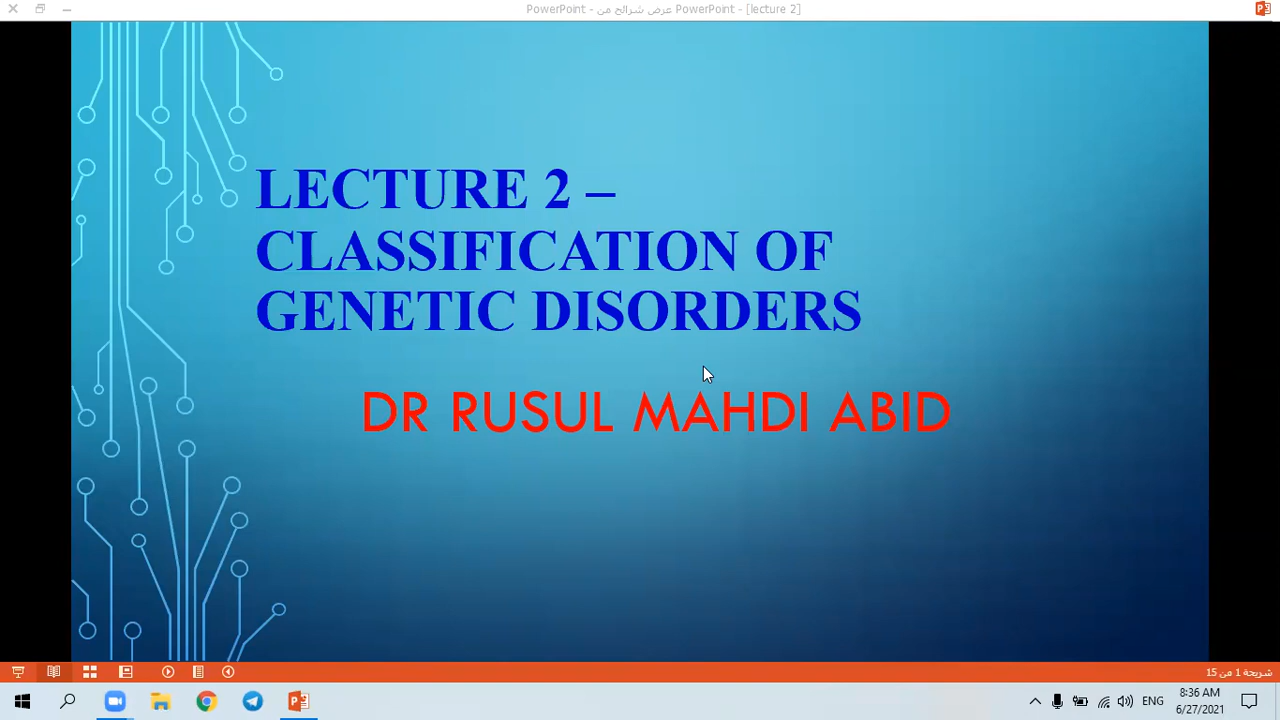 PowerPoint - عرض شرائح من PowerPoint - [lecture 2]
LECTURE 2 –
CLASSIFICATION OF
GENETIC DISORDERS
DR RUSUL MAHDI ABID
شريحة 1 من 15
ENG
8:36 AM
6/27/2021